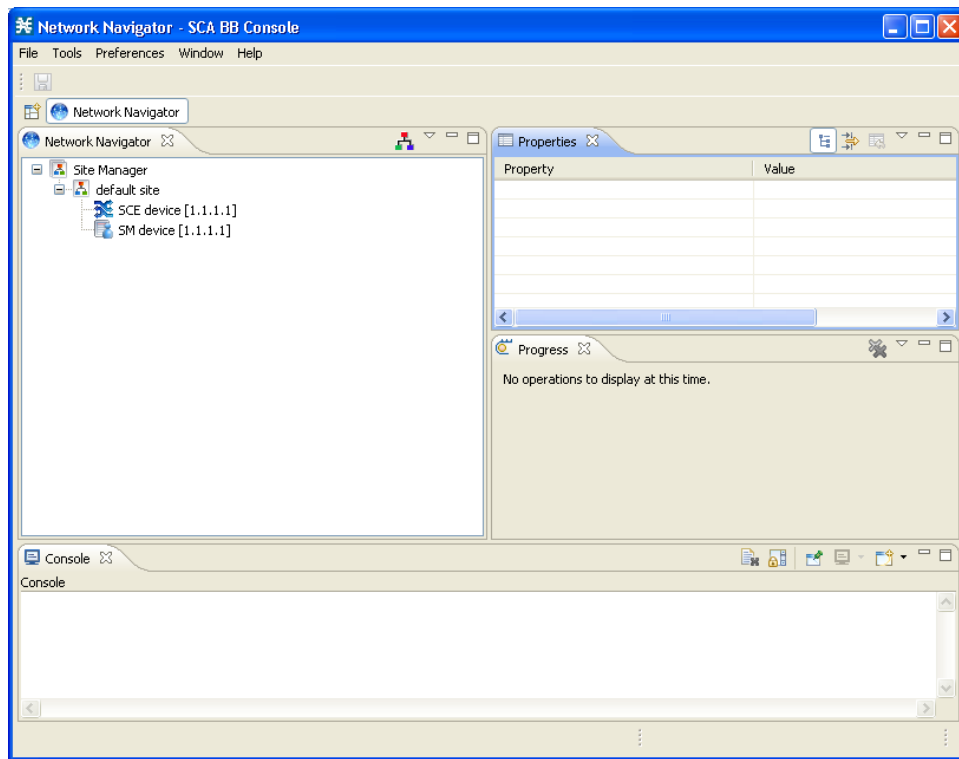 Network Navigator - SCA BB Console
File Tools Preferences Window Help
Network Navigator
Network Navigator
Site Manager
default site
SCE device [1.1.1.1]
SM device [1.1.1.1]
Properties
Property Value
Progress
No operations to display at this time.
Console
Console